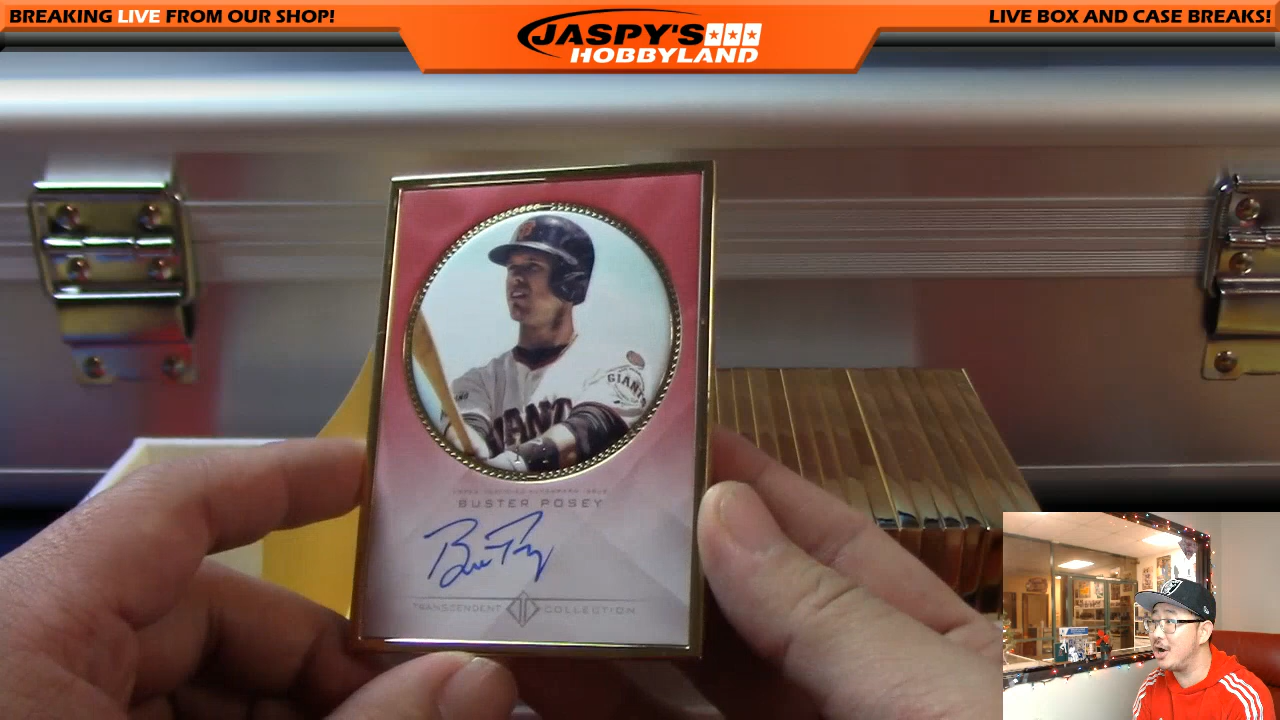 BREAKING LIVE FROM OUR SHOP!
JASPY'S
HOBBYLAND
LIVE BOX AND CASE BREAKS!
GIANTS
BUSTER POSEY
TRANSCENDENT COLLECTION